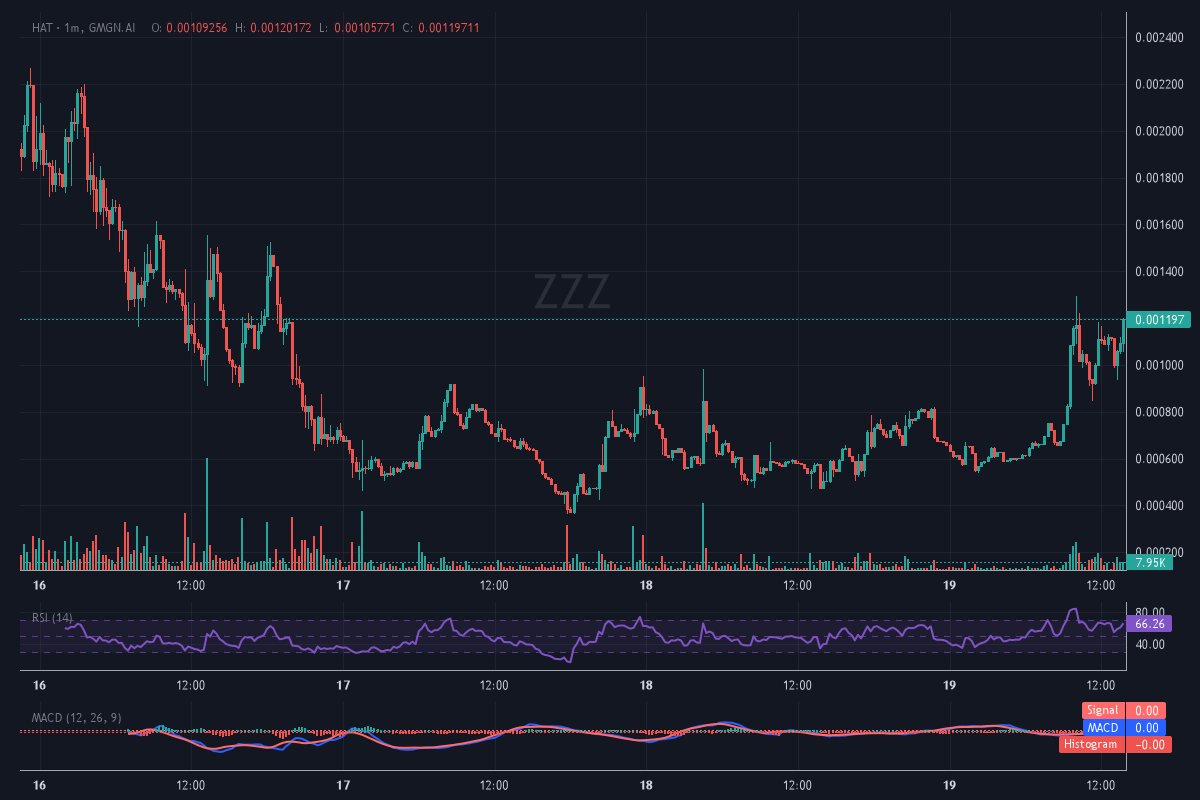 HAT · 1m, GMGN.AI O: 0.00109256 H: 0.00120172 L: 0.00105771 C: 0.00119711
0.002400
0.002200
0.002000
0.001800
0.001600
0.001400
ZZZ
0.001197
0.001000
0.000800
0.000600
0.000400
0.000200
7.95K
16 12:00 17 12:00 18 12:00 19 12:00
RSI (14)
80.00
66.26
40.00
16 12:00 17 12:00 18 12:00 19 12:00
MACD (12, 26, 9)
Signal 0.00
MACD 0.00
Histogram −0.00
16 12:00 17 12:00 18 12:00 19 12:00